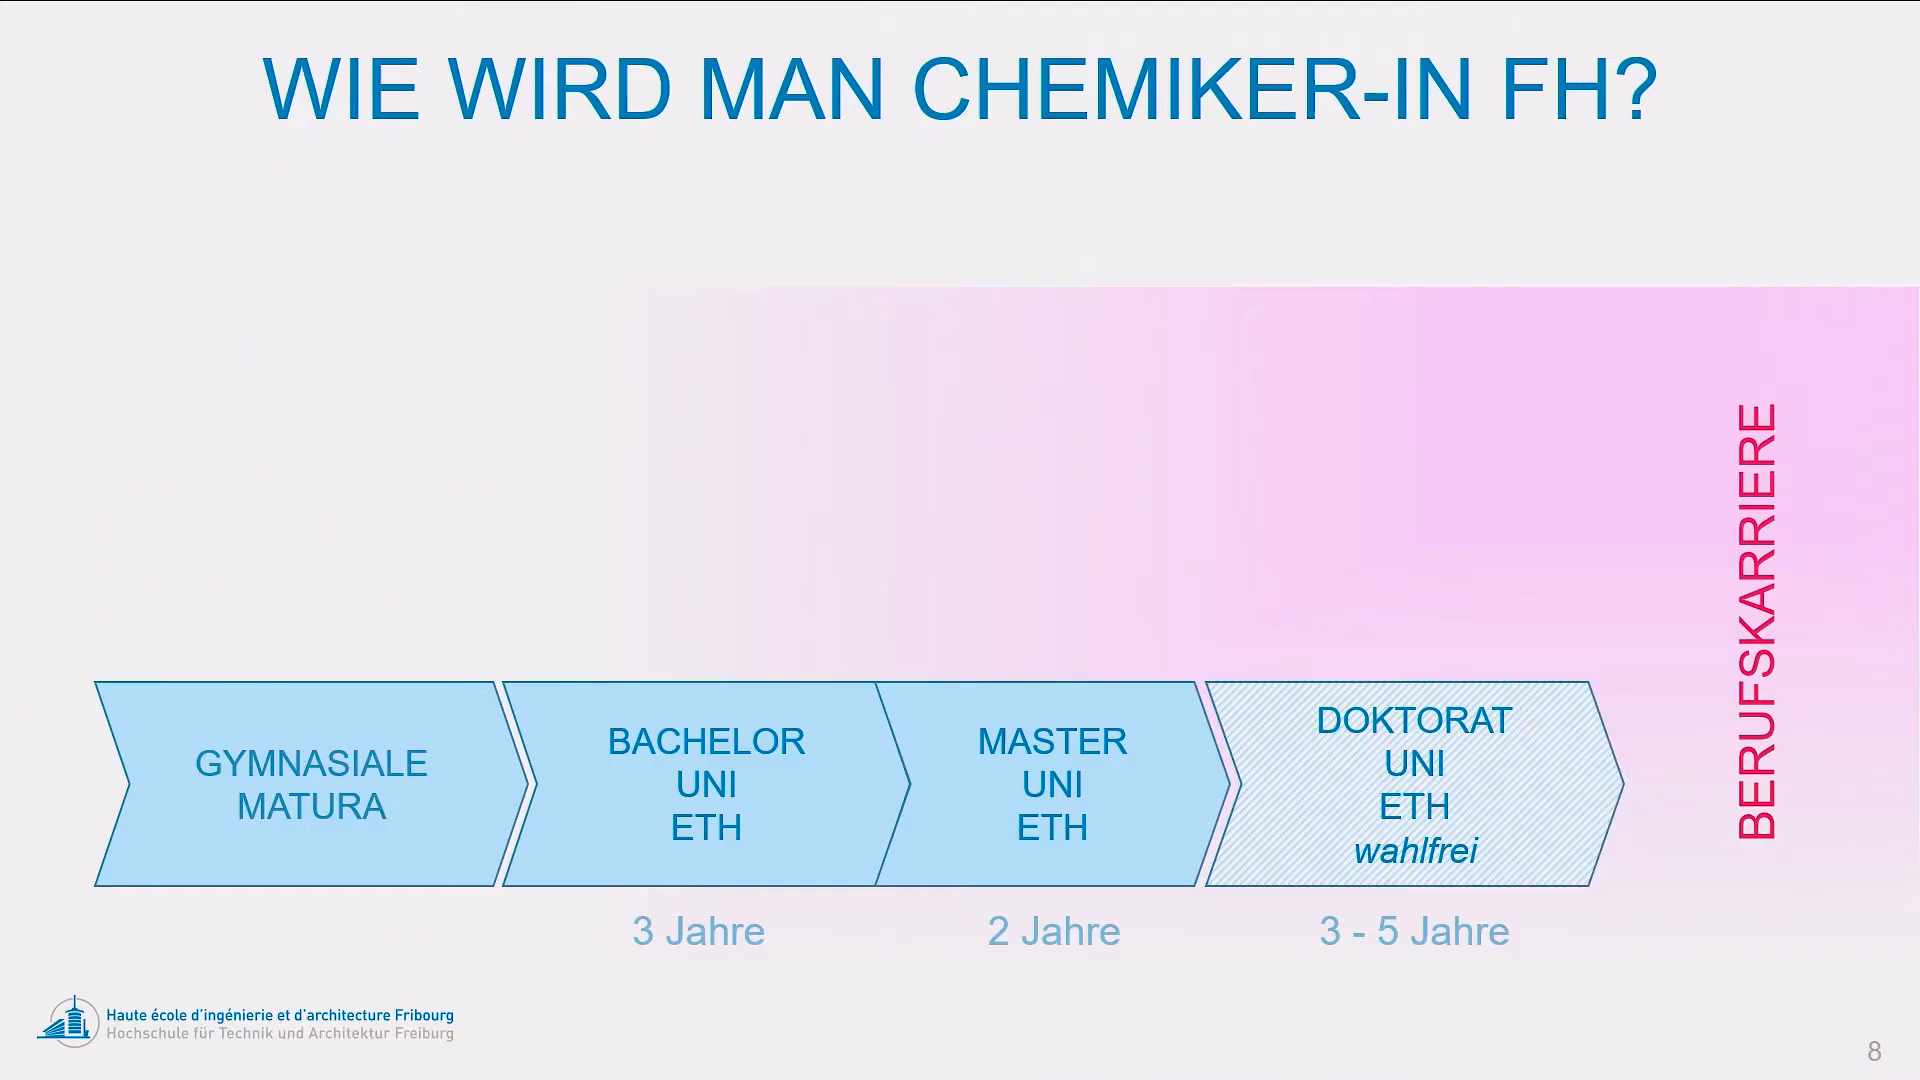 WIE WIRD MAN CHEMIKER-IN FH?
GYMNASIALE
MATURA
BACHELOR
UNI
ETH
MASTER
UNI
ETH
DOKTORAT
UNI
ETH
wahlfrei
BERUFSKARRIERE
3 Jahre
2 Jahre
3 - 5 Jahre
Haute école d'ingénierie et d'architecture Fribourg
Hochschule für Technik und Architektur Freiburg
8